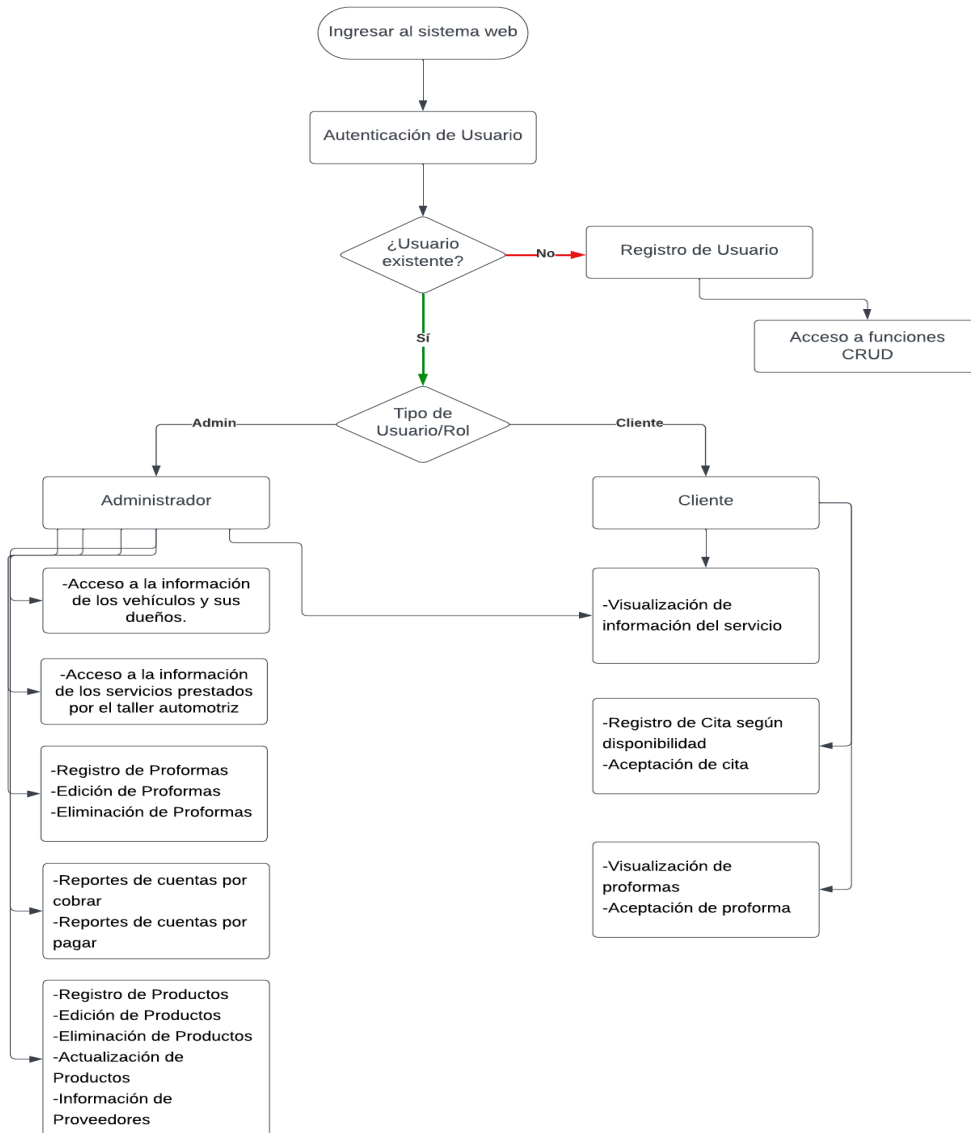 Ingresar al sistema web
Autenticación de Usuario
¿Usuario
existente?
No
Registro de Usuario
Acceso a funciones
CRUD
Sí
Tipo de
Usuario/Rol
Admin
Cliente
Administrador
Cliente
-Acceso a la información
de los vehículos y sus
dueños.
-Visualización de
información del servicio
-Acceso a la información
de los servicios prestados
por el taller automotriz
-Registro de Cita según
disponibilidad
-Aceptación de cita
-Registro de Proformas
-Edición de Proformas
-Eliminación de Proformas
-Visualización de
proformas
-Aceptación de proforma
-Reportes de cuentas por
cobrar
-Reportes de cuentas por
pagar
-Registro de Productos
-Edición de Productos
-Eliminación de Productos
-Actualización de
Productos
-Información de
Proveedores